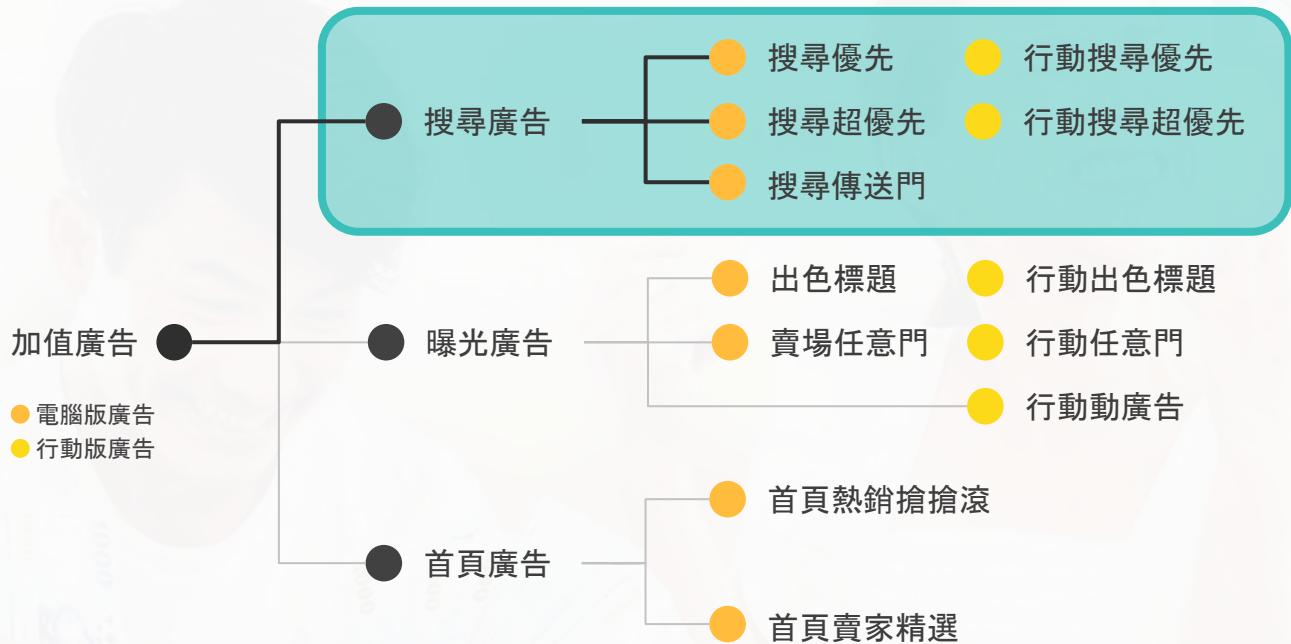 搜尋優先 行動搜尋優先
搜尋廣告 搜尋超優先 行動搜尋超優先
搜尋傳送門
出色標題 行動出色標題
加值廣告 曝光廣告 賣場任意門 行動任意門
行動動廣告
電腦版廣告
行動版廣告
首頁熱銷搶搶滾
首頁廣告
首頁賣家精選